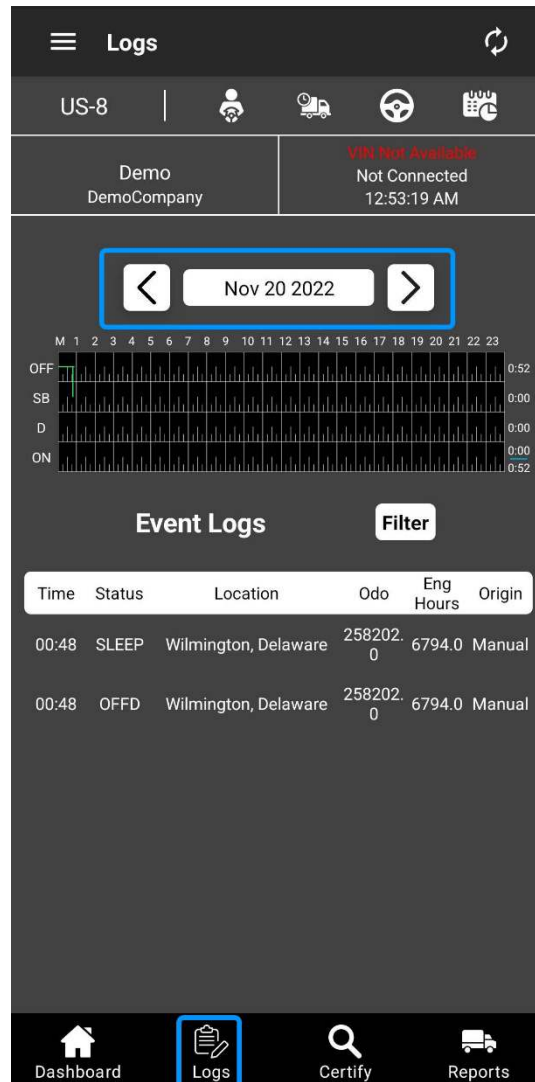 Logs
US-8
Demo
DemoCompany
VIN Not Available
Not Connected
12:53:19 AM
Nov 20 2022
M 1 2 3 4 5 6 7 8 9 10 11 12 13 14 15 16 17 18 19 20 21 22 23
OFF 0:52
SB 0:00
D 0:00
ON 0:00
0:52
Event Logs Filter
Time Status Location Odo Eng Hours Origin
00:48 SLEEP Wilmington, Delaware 258202.0 6794.0 Manual
00:48 OFFD Wilmington, Delaware 258202.0 6794.0 Manual
Dashboard Logs Certify Reports